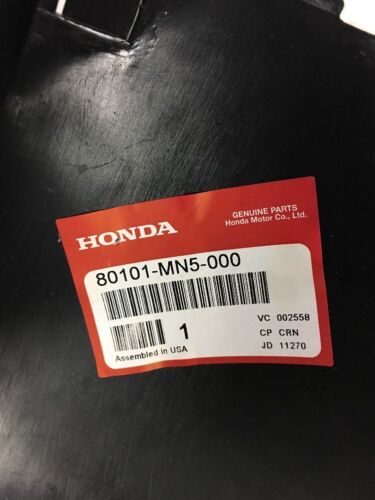 GENUINE PARTS
Honda Motor Co., Ltd.
HONDA
80101-MN5-000
1
VC 002558
CP CRN
JD 11270
Assembled in USA